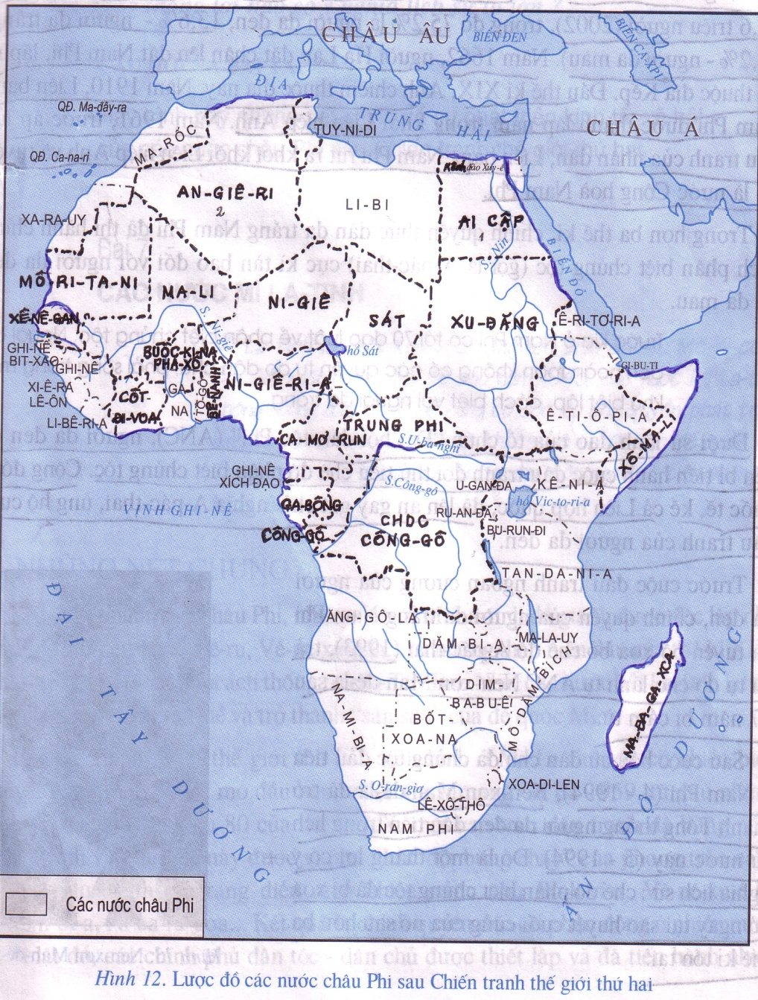 CHÂU ÂU
BIỂN ĐEN
BIỂN CA-XPI
ĐỊA
TRUNG HẢI
CHÂU Á
QĐ. Ma-đây-ra
QĐ. Ca-na-ri
MA-RỐC
TUY-NI-DI
AN-GIÊ-RI
LI-BI
AI CẬP
S. Nin
BIỂN ĐỎ
XA-RA-UY
MÔ-RI-TA-NI
MA-LI
NI-GIÊ
SÁT
XU-ĐĂNG
Ê-RI-TƠ-RI-A
XÊ-NÊ-GAN
S. Ni-giê
hồ Sát
GI-BU-TI
GHI-NÊ
BIT-XAO
GHI-NÊ
BUỐC-KI-NA
PHA-XÔ
XI-Ê-RA
LÊ-ÔN
CỐT-
ĐI-VOA
GA
NA
TÔ-GÔ
BÊ-NANH
NI-GIÊ-RI-A
LI-BÊ-RI-A
TRUNG PHI
Ê-TI-Ô-PI-A
XÔ-MA-LI
CA-MƠ-RUN
S.U-ba-nghi
GHI-NÊ
XÍCH ĐẠO
S.Công-gô
U-GAN-ĐA
KÊ-NI-A
hồ Vic-to-ri-a
VỊNH GHI-NÊ
GA-BÔNG
RU-AN-ĐA
CÔNG-GÔ
CHDC
CÔNG-GÔ
BU-RUN-ĐI
TAN-DA-NI-A
ĂNG-GÔ-LA
DĂM-BI-A
MA-LA-UY
MÔ-DĂM-BÍCH
MA-ĐA-GA-XCA
NA-MI-BI-A
DIM-
BA-BU-Ê
BỐT-
XOA-NA
S. O-ran-giơ
XOA-DI-LEN
LÊ-XÔ-THÔ
NAM PHI
ĐẠI TÂY DƯƠNG
ẤN ĐỘ DƯƠNG
Các nước châu Phi
Hình 12. Lược đồ các nước châu Phi sau Chiến tranh thế giới thứ hai